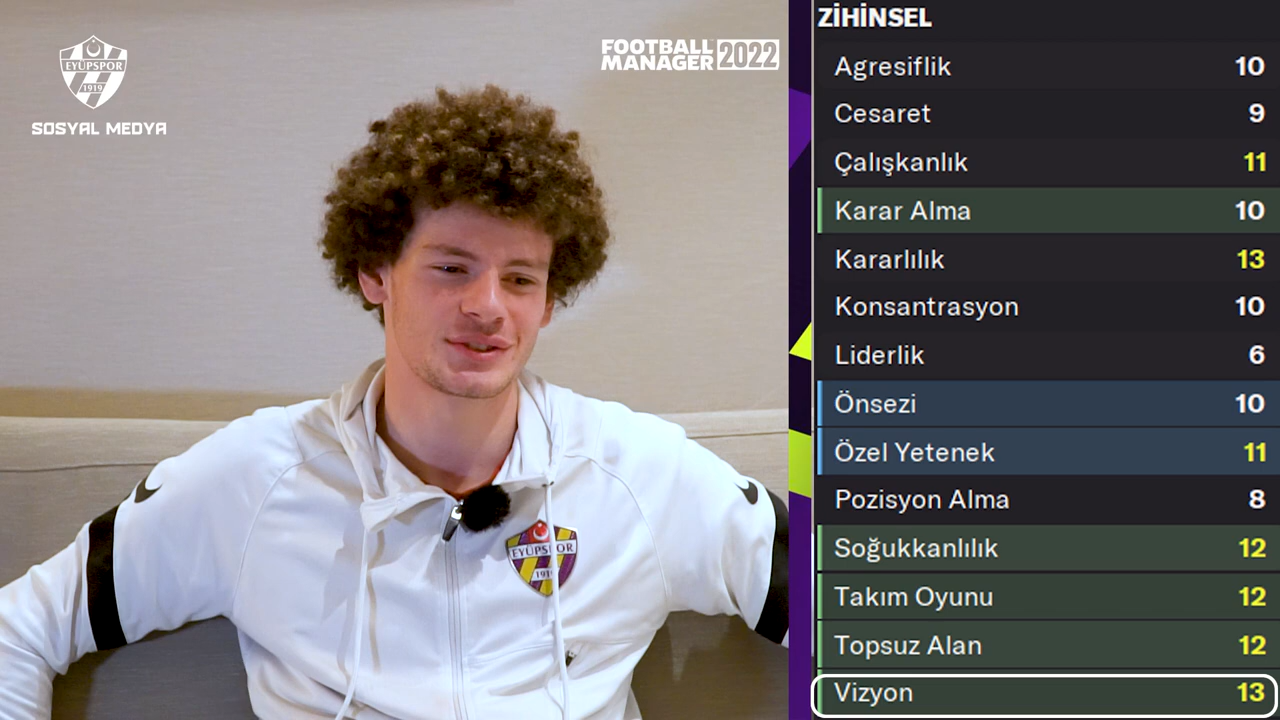 EYÜPSPOR
1919
SOSYAL MEDYA
FOOTBALL
MANAGER 2022
EYÜPSPOR
ZİHİNSEL
Agresiflik 10
Cesaret 9
Çalışkanlık 11
Karar Alma 10
Kararlılık 13
Konsantrasyon 10
Liderlik 6
Önsezi 10
Özel Yetenek 11
Pozisyon Alma 8
Soğukkanlılık 12
Takım Oyunu 12
Topsuz Alan 12
Vizyon 13